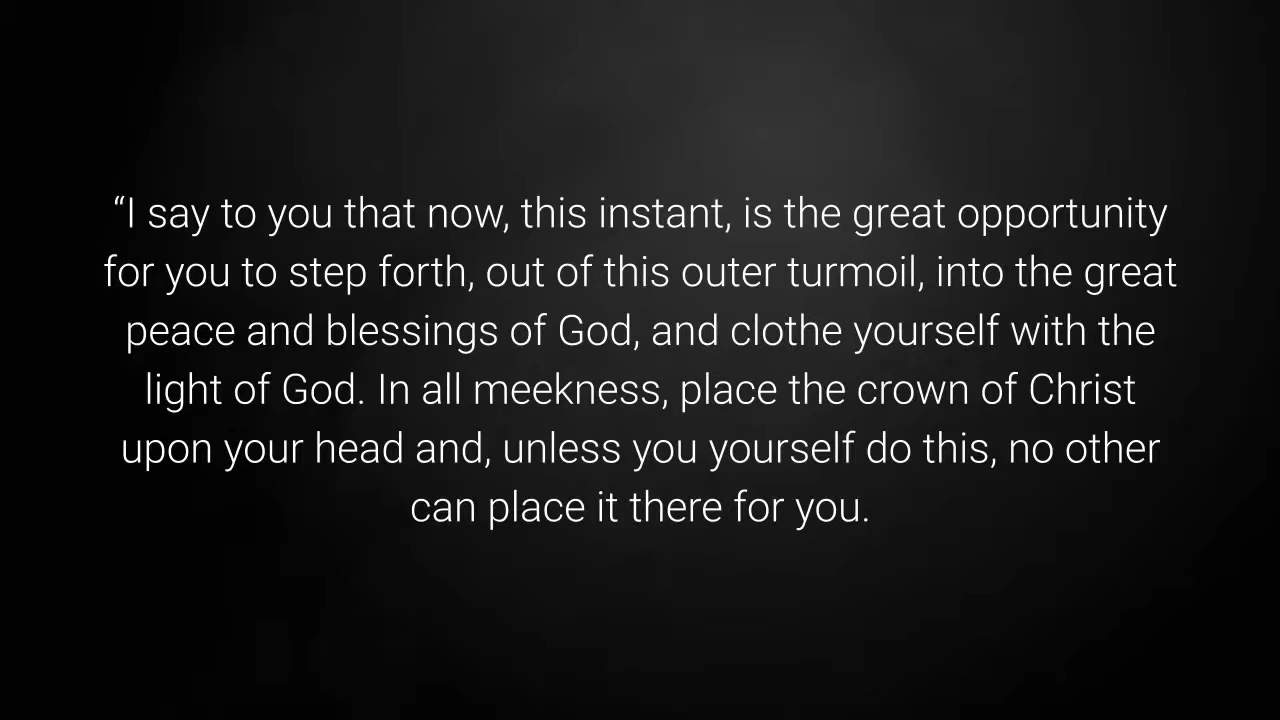 “I say to you that now, this instant, is the great opportunity
for you to step forth, out of this outer turmoil, into the great
peace and blessings of God, and clothe yourself with the
light of God. In all meekness, place the crown of Christ
upon your head and, unless you yourself do this, no other
can place it there for you.